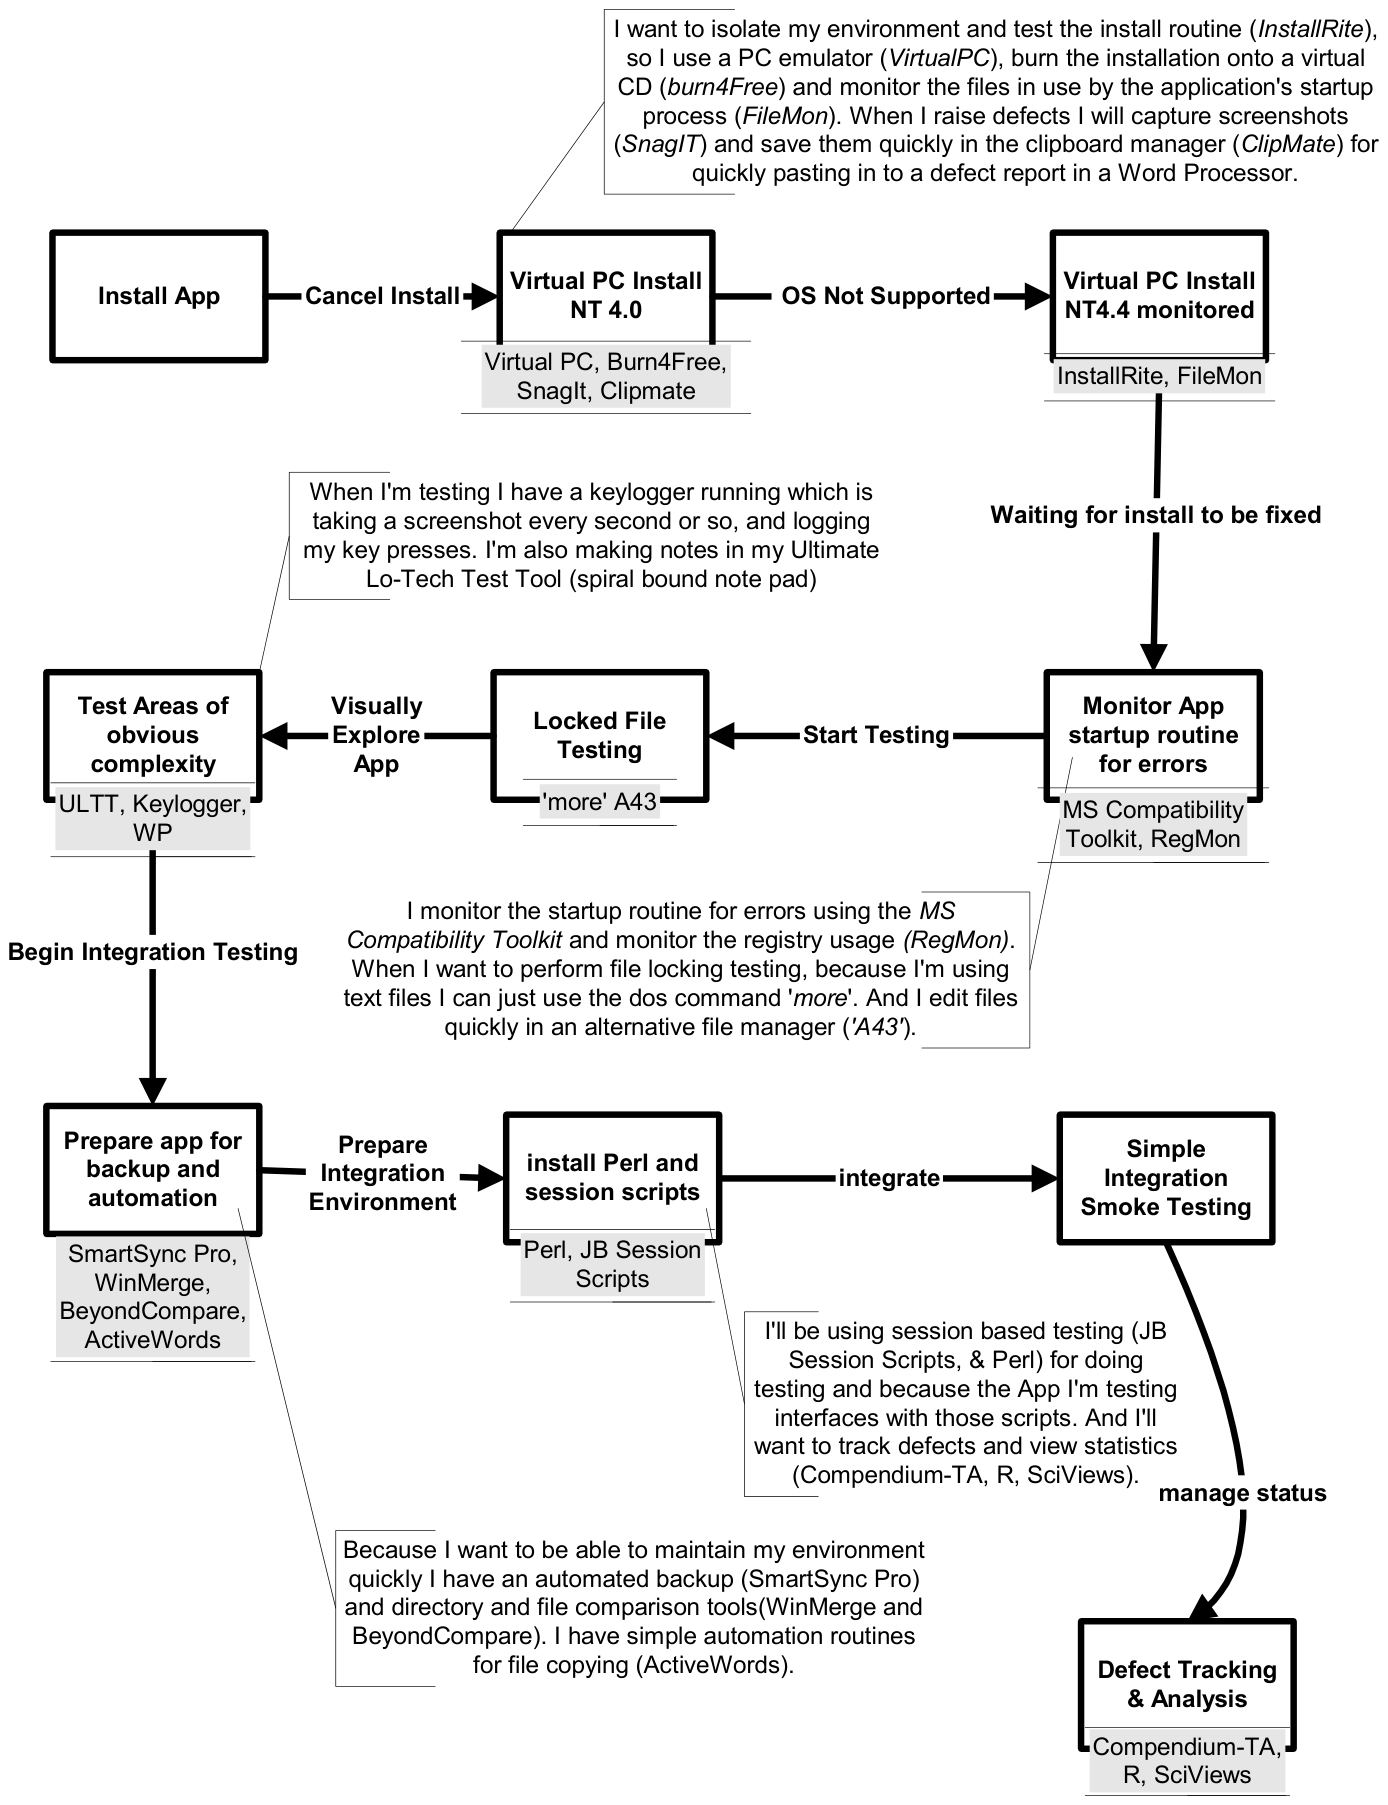 I want to isolate my environment and test the install routine (InstallRite),
so I use a PC emulator (VirtualPC), burn the installation onto a virtual
CD (burn4Free) and monitor the files in use by the application's startup
process (FileMon). When I raise defects I will capture screenshots
(SnagIT) and save them quickly in the clipboard manager (ClipMate) for
quickly pasting in to a defect report in a Word Processor.
Install App
Cancel Install
Virtual PC Install
NT 4.0
Virtual PC, Burn4Free,
SnagIt, Clipmate
OS Not Supported
Virtual PC Install
NT4.4 monitored
InstallRite, FileMon
Waiting for install to be fixed
When I'm testing I have a keylogger running which is
taking a screenshot every second or so, and logging
my key presses. I'm also making notes in my Ultimate
Lo-Tech Test Tool (spiral bound note pad)
Monitor App
startup routine
for errors
MS Compatibility
Toolkit, RegMon
Start Testing
Locked File
Testing
'more' A43
Visually
Explore
App
Test Areas of
obvious
complexity
ULTT, Keylogger,
WP
I monitor the startup routine for errors using the MS
Compatibility Toolkit and monitor the registry usage (RegMon).
When I want to perform file locking testing, because I'm using
text files I can just use the dos command 'more'. And I edit files
quickly in an alternative file manager ('A43').
Begin Integration Testing
Prepare app for
backup and
automation
SmartSync Pro,
WinMerge,
BeyondCompare,
ActiveWords
Prepare
Integration
Environment
install Perl and
session scripts
Perl, JB Session
Scripts
integrate
Simple
Integration
Smoke Testing
I'll be using session based testing (JB
Session Scripts, & Perl) for doing
testing and because the App I'm testing
interfaces with those scripts. And I'll
want to track defects and view statistics
(Compendium-TA, R, SciViews).
manage status
Because I want to be able to maintain my environment
quickly I have an automated backup (SmartSync Pro)
and directory and file comparison tools(WinMerge and
BeyondCompare). I have simple automation routines
for file copying (ActiveWords).
Defect Tracking
& Analysis
Compendium-TA,
R, SciViews